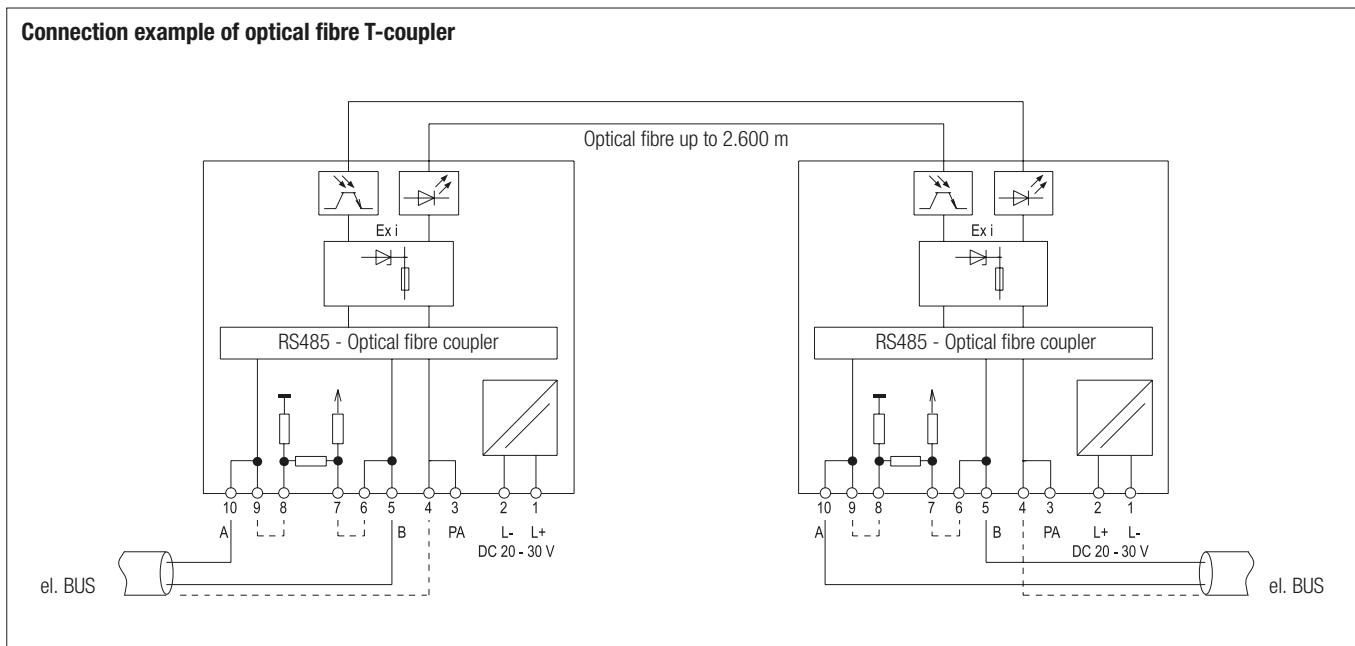 Connection example of optical fibre T-coupler
Optical fibre up to 2.600 m
Ex i
Ex i
RS485 - Optical fibre coupler
RS485 - Optical fibre coupler
10 9 8 7 6 5 4 3 2 1
10 9 8 7 6 5 4 3 2 1
A B PA L- L+
A B PA L+ L-
DC 20 - 30 V
DC 20 - 30 V
el. BUS
el. BUS